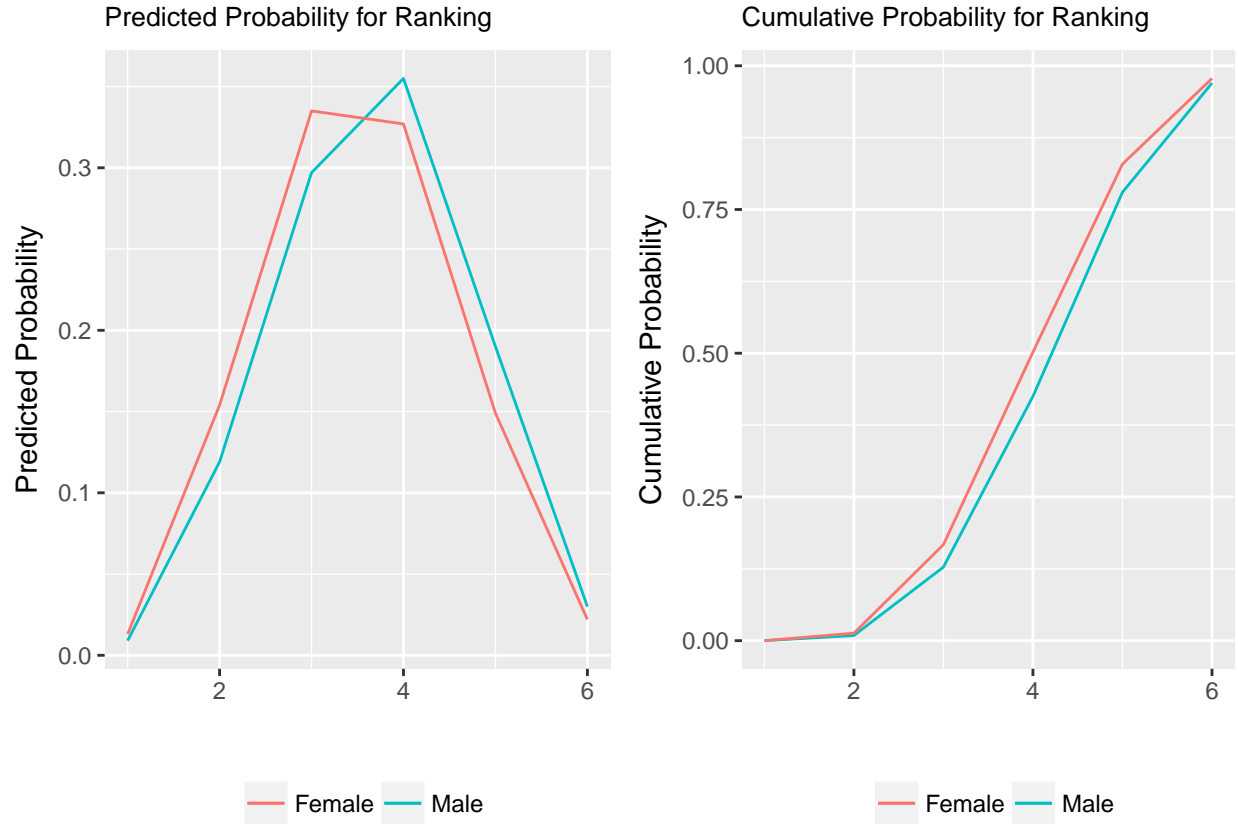 Predicted Probability for Ranking
Predicted Probability
0.3
0.2
0.1
0.0
2 4 6
Female Male
Cumulative Probability for Ranking
Cumulative Probability
1.00
0.75
0.50
0.25
0.00
2 4 6
Female Male